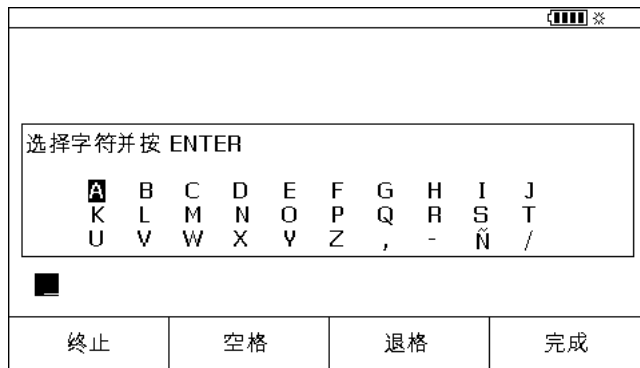 选择字符并按 ENTER
A B C D E F G H I J
K L M N O P Q R S T
U V W X Y Z , - Ñ /
终止 空格 退格 完成